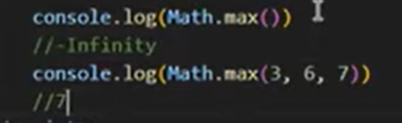 console.log(Math.max())
//-Infinity
console.log(Math.max(3, 6, 7))
//7